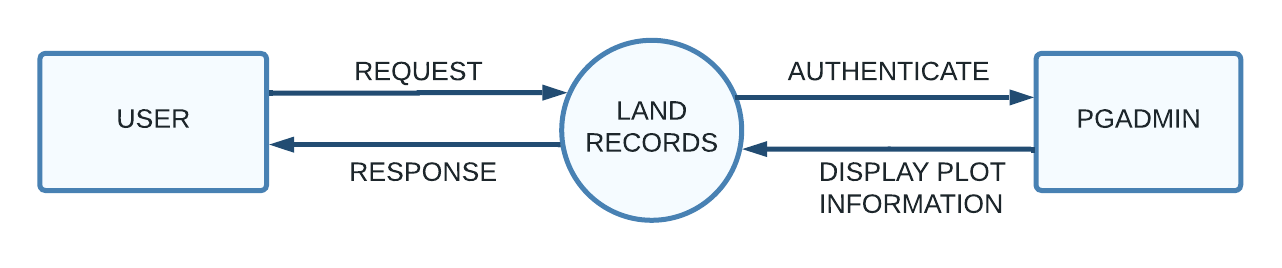 USER
REQUEST
RESPONSE
LAND
RECORDS
AUTHENTICATE
DISPLAY PLOT
INFORMATION
PGADMIN